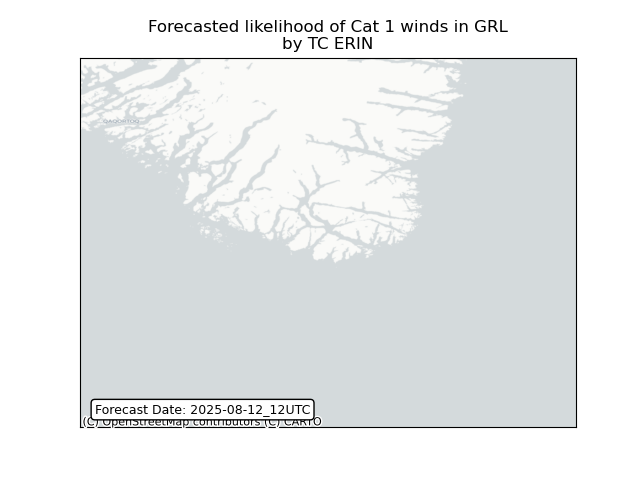 Forecasted likelihood of Cat 1 winds in GRL
by TC ERIN
Forecast Date: 2025-08-12_12UTC
(C) OpenStreetMap contributors (C) CARTO